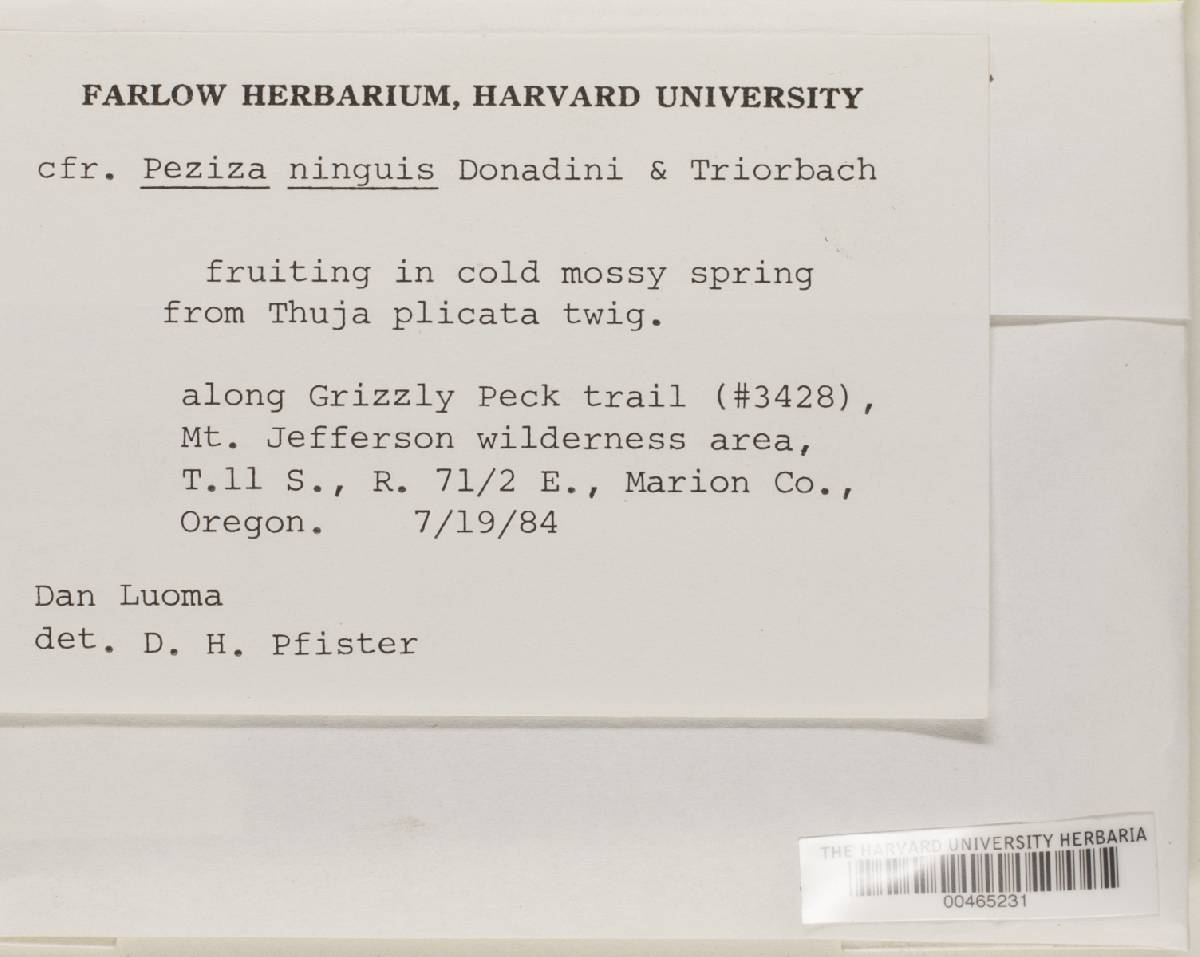 FARLOW HERBARIUM, HARVARD UNIVERSITY
cfr. Peziza ninguis Donadini & Triorbach
fruiting in cold mossy spring
from Thuja plicata twig.
along Grizzly Peck trail (#3428),
Mt. Jefferson wilderness area,
T.11 S., R. 71/2 E., Marion Co.,
Oregon. 7/19/84
Dan Luoma
det. D. H. Pfister
THE HARVARD UNIVERSITY HERBARIA
00465231